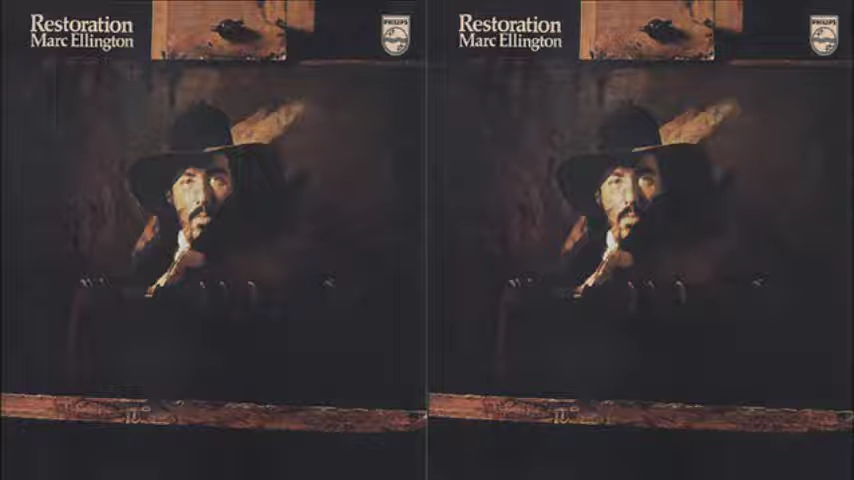 Restoration
Marc Ellington
PHILIPS
Restoration
Marc Ellington
PHILIPS